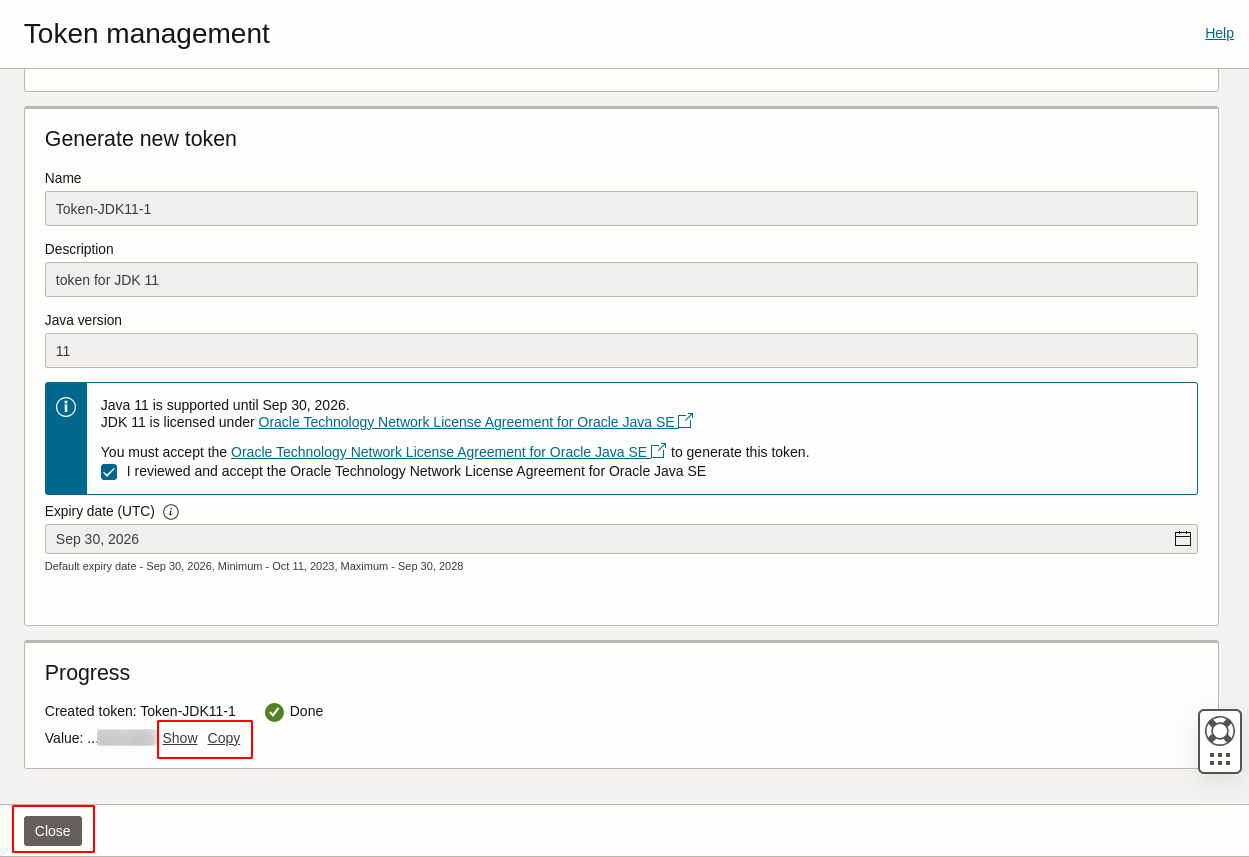 Token management
Help
Generate new token
Name
Token-JDK11-1
Description
token for JDK 11
Java version
11
Java 11 is supported until Sep 30, 2026.
JDK 11 is licensed under Oracle Technology Network License Agreement for Oracle Java SE
You must accept the Oracle Technology Network License Agreement for Oracle Java SE to generate this token.
I reviewed and accept the Oracle Technology Network License Agreement for Oracle Java SE
Expiry date (UTC)
Sep 30, 2026
Default expiry date - Sep 30, 2026, Minimum - Oct 11, 2023, Maximum - Sep 30, 2028
Progress
Created token: Token-JDK11-1 Done
Value: ... Show Copy
Close